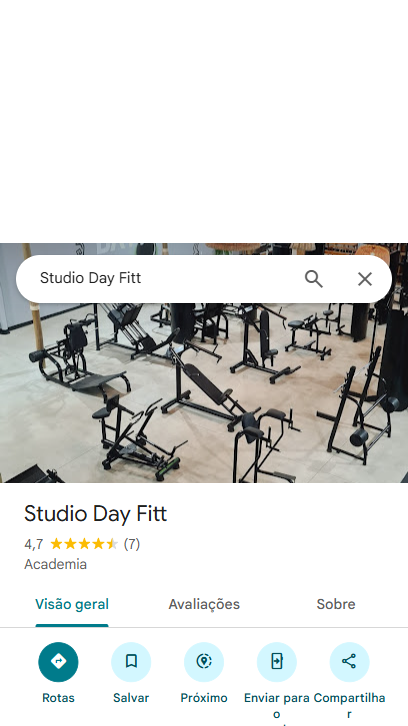 Studio Day Fitt
Studio Day Fitt
4,7 (7)
Academia
Visão geral Avaliações Sobre
Rotas Salvar Próximo Enviar para o Compartilhar